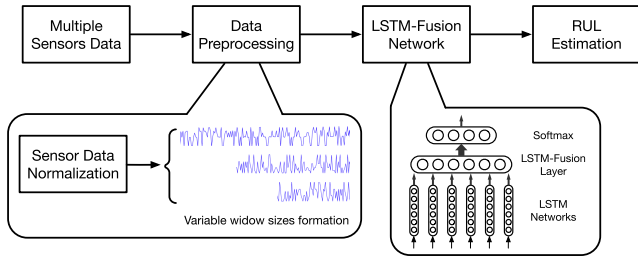 Multiple
Sensors Data
Data
Preprocessing
LSTM-Fusion
Network
RUL
Estimation
Sensor Data
Normalization
Variable widow sizes formation
Softmax
LSTM-Fusion
Layer
LSTM
Networks